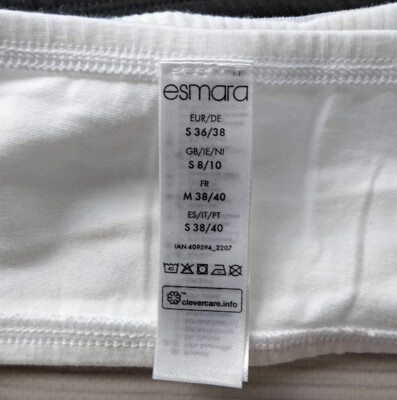 esmara
EUR/DE
S 36/38
GB/IE/NI
S 8/10
FR
M 38/40
ES/IT/PT
S 38/40
IAN 409594_2207
clevercare.info